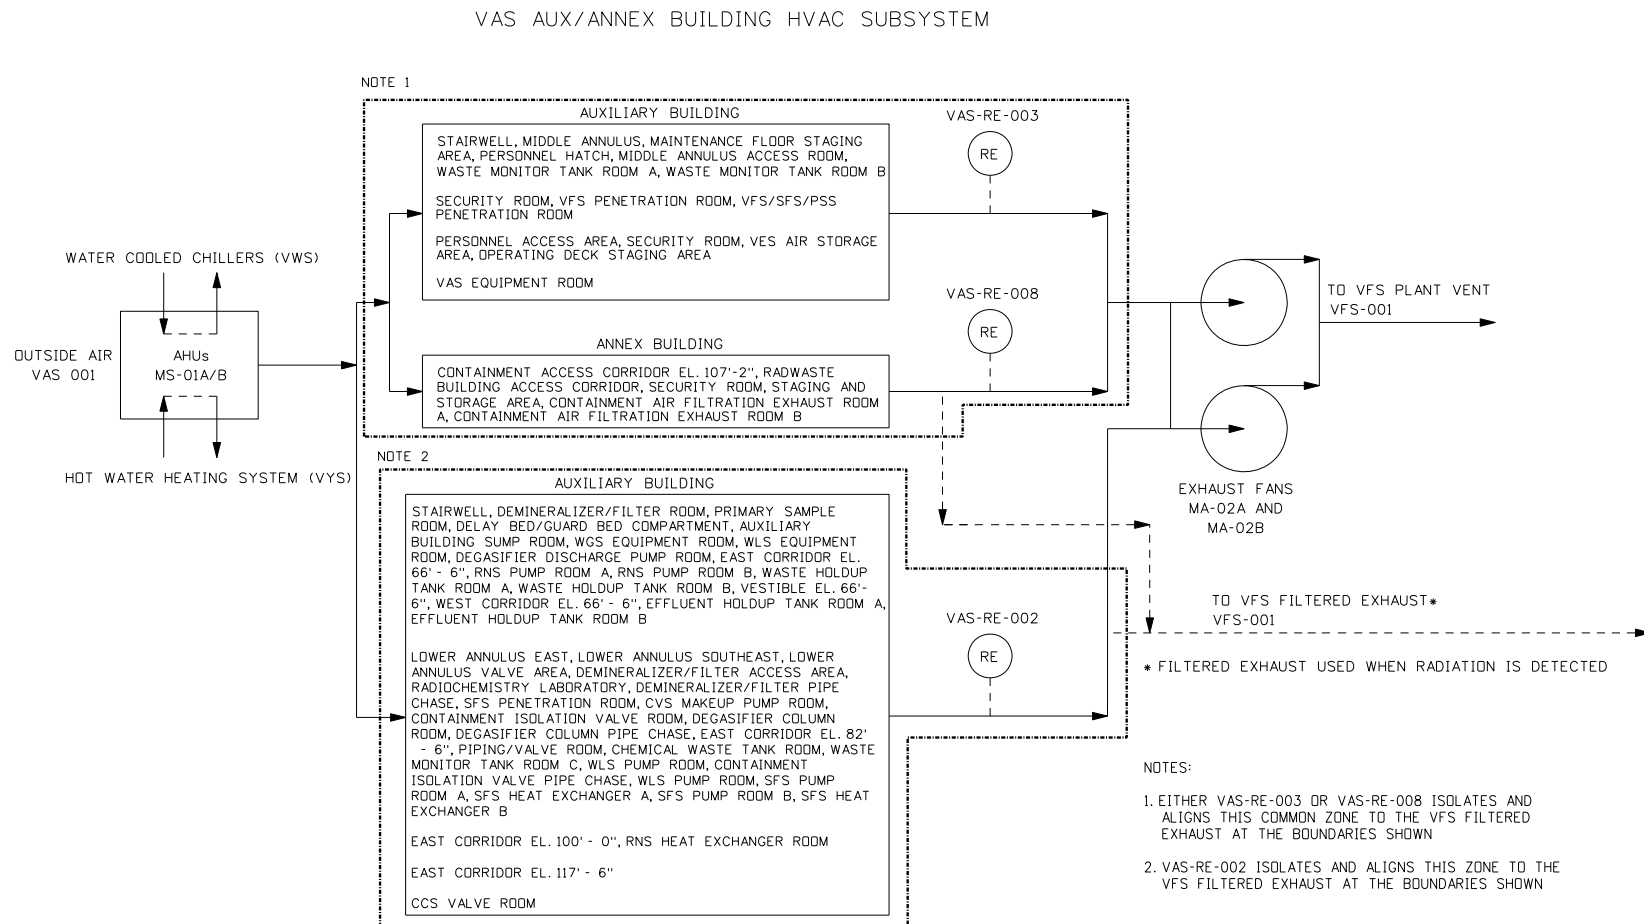 VAS AUX/ANNEX BUILDING HVAC SUBSYSTEM
NOTE 1
AUXILIARY BUILDING
STAIRWELL, MIDDLE ANNULUS, MAINTENANCE FLOOR STAGING
AREA, PERSONNEL HATCH, MIDDLE ANNULUS ACCESS ROOM,
WASTE MONITOR TANK ROOM A, WASTE MONITOR TANK ROOM B
SECURITY ROOM, VFS PENETRATION ROOM, VFS/SFS/PSS
PENETRATION ROOM
PERSONNEL ACCESS AREA, SECURITY ROOM, VES AIR STORAGE
AREA, OPERATING DECK STAGING AREA
VAS EQUIPMENT ROOM
VAS-RE-003
RE
WATER COOLED CHILLERS (VWS)
OUTSIDE AIR
VAS 001
AHUs
MS-01A/B
HOT WATER HEATING SYSTEM (VYS)
VAS-RE-008
RE
ANNEX BUILDING
CONTAINMENT ACCESS CORRIDOR EL. 107'-2", RADWASTE
BUILDING ACCESS CORRIDOR, SECURITY ROOM, STAGING AND
STORAGE AREA, CONTAINMENT AIR FILTRATION EXHAUST ROOM
A, CONTAINMENT AIR FILTRATION EXHAUST ROOM B
TO VFS PLANT VENT
VFS-001
EXHAUST FANS
MA-02A AND
MA-02B
NOTE 2
AUXILIARY BUILDING
STAIRWELL, DEMINERALIZER/FILTER ROOM, PRIMARY SAMPLE
ROOM, DELAY BED/GUARD BED COMPARTMENT, AUXILIARY
BUILDING SUMP ROOM, WGS EQUIPMENT ROOM, WLS EQUIPMENT
ROOM, DEGASIFIER DISCHARGE PUMP ROOM, EAST CORRIDOR EL.
66' - 6", RNS PUMP ROOM A, RNS PUMP ROOM B, WASTE HOLDUP
TANK ROOM A, WASTE HOLDUP TANK ROOM B, VESTIBLE EL. 66'-
6", WEST CORRIDOR EL. 66' - 6", EFFLUENT HOLDUP TANK ROOM A,
EFFLUENT HOLDUP TANK ROOM B
LOWER ANNULUS EAST, LOWER ANNULUS SOUTHEAST, LOWER
ANNULUS VALVE AREA, DEMINERALIZER/FILTER ACCESS AREA,
RADIOCHEMISTRY LABORATORY, DEMINERALIZER/FILTER PIPE
CHASE, SFS PENETRATION ROOM, CVS MAKEUP PUMP ROOM,
CONTAINMENT ISOLATION VALVE ROOM, DEGASIFIER COLUMN
ROOM, DEGASIFIER COLUMN PIPE CHASE, EAST CORRIDOR EL. 82'
- 6", PIPING/VALVE ROOM, CHEMICAL WASTE TANK ROOM, WASTE
MONITOR TANK ROOM C, WLS PUMP ROOM, CONTAINMENT
ISOLATION VALVE PIPE CHASE, WLS PUMP ROOM, SFS PUMP
ROOM A, SFS HEAT EXCHANGER A, SFS PUMP ROOM B, SFS HEAT
EXCHANGER B
EAST CORRIDOR EL. 100' - 0", RNS HEAT EXCHANGER ROOM
EAST CORRIDOR EL. 117' - 6"
CCS VALVE ROOM
VAS-RE-002
RE
TO VFS FILTERED EXHAUST*
VFS-001
* FILTERED EXHAUST USED WHEN RADIATION IS DETECTED
NOTES:
1. EITHER VAS-RE-003 OR VAS-RE-008 ISOLATES AND
ALIGNS THIS COMMON ZONE TO THE VFS FILTERED
EXHAUST AT THE BOUNDARIES SHOWN
2. VAS-RE-002 ISOLATES AND ALIGNS THIS ZONE TO THE
VFS FILTERED EXHAUST AT THE BOUNDARIES SHOWN